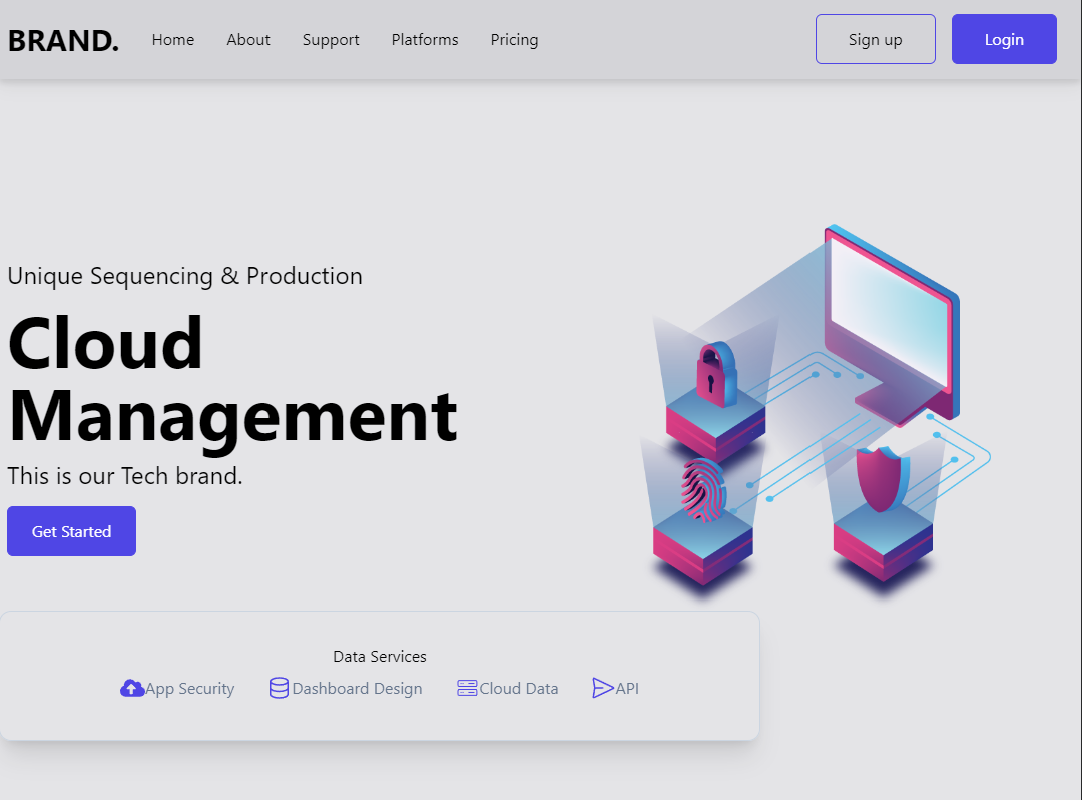 BRAND. Home About Support Platforms Pricing Sign up Login
Unique Sequencing & Production
Cloud
Management
This is our Tech brand.
Get Started
Data Services
App Security Dashboard Design Cloud Data API